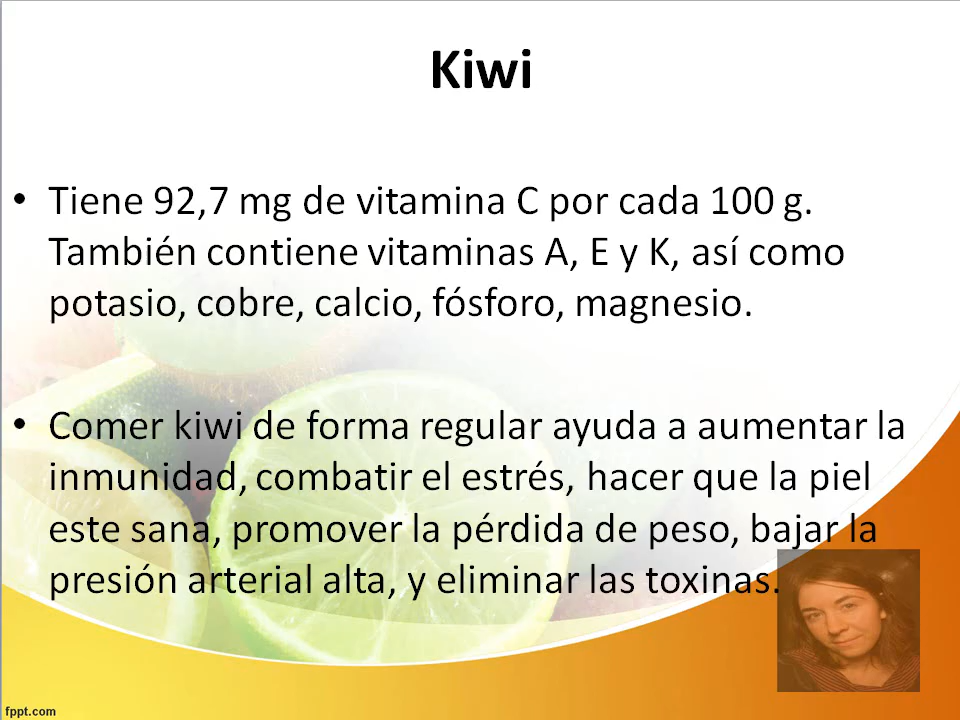 Kiwi
• Tiene 92,7 mg de vitamina C por cada 100 g.
También contiene vitaminas A, E y K, así como
potasio, cobre, calcio, fósforo, magnesio.
• Comer kiwi de forma regular ayuda a aumentar la
inmunidad, combatir el estrés, hacer que la piel
este sana, promover la pérdida de peso, bajar la
presión arterial alta, y eliminar las toxinas.
fppt.com